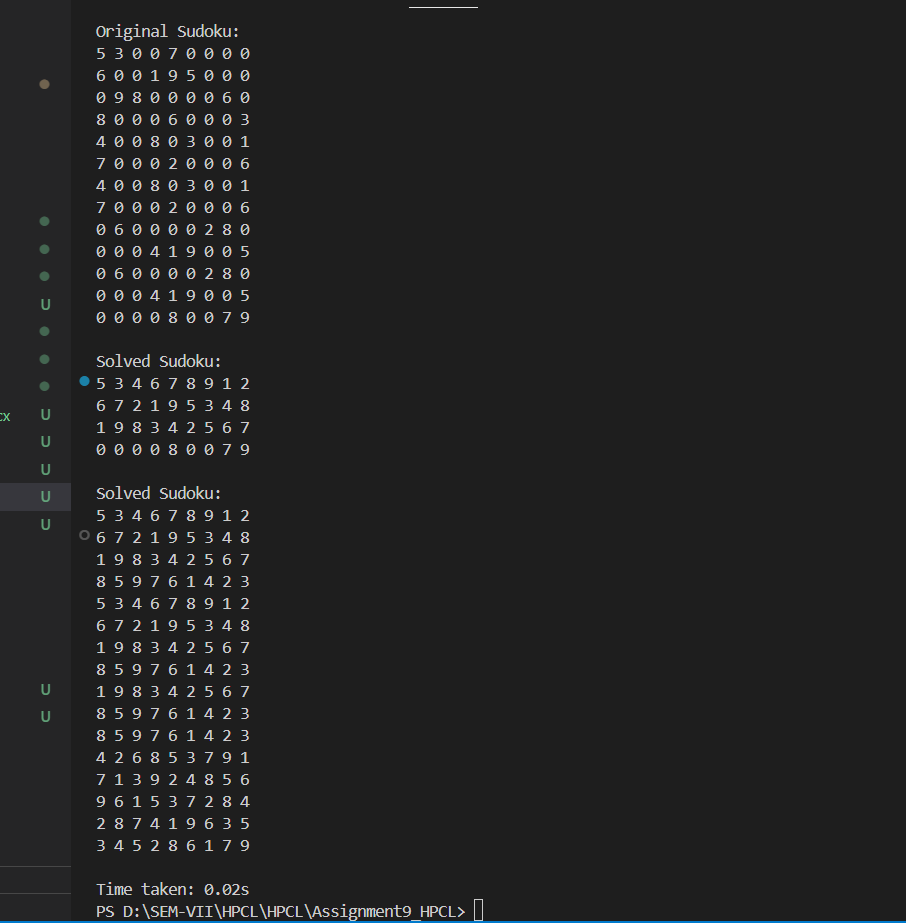 Original Sudoku:
5 3 0 0 7 0 0 0 0
6 0 0 1 9 5 0 0 0
0 9 8 0 0 0 0 6 0
8 0 0 0 6 0 0 0 3
4 0 0 8 0 3 0 0 1
7 0 0 0 2 0 0 0 6
4 0 0 8 0 3 0 0 1
7 0 0 0 2 0 0 0 6
0 6 0 0 0 0 2 8 0
0 0 0 4 1 9 0 0 5
0 6 0 0 0 0 2 8 0
U 0 0 0 4 1 9 0 0 5
0 0 0 0 8 0 0 7 9
Solved Sudoku:
5 3 4 6 7 8 9 1 2
6 7 2 1 9 5 3 4 8
cx U 1 9 8 3 4 2 5 6 7
U 0 0 0 0 8 0 0 7 9
U
U Solved Sudoku:
5 3 4 6 7 8 9 1 2
U 6 7 2 1 9 5 3 4 8
1 9 8 3 4 2 5 6 7
8 5 9 7 6 1 4 2 3
5 3 4 6 7 8 9 1 2
6 7 2 1 9 5 3 4 8
1 9 8 3 4 2 5 6 7
8 5 9 7 6 1 4 2 3
U 1 9 8 3 4 2 5 6 7
U 8 5 9 7 6 1 4 2 3
8 5 9 7 6 1 4 2 3
4 2 6 8 5 3 7 9 1
7 1 3 9 2 4 8 5 6
9 6 1 5 3 7 2 8 4
2 8 7 4 1 9 6 3 5
3 4 5 2 8 6 1 7 9
Time taken: 0.02s
PS D:\SEM-VII\HPCL\HPCL\Assignment9_HPCL>